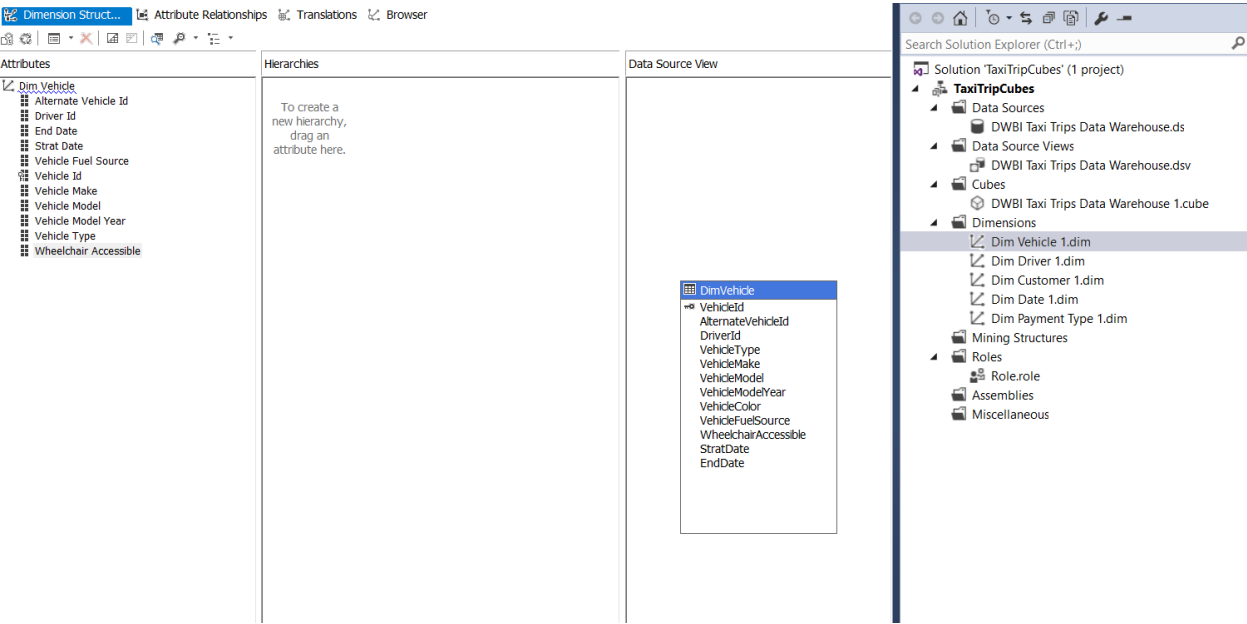 Dimension Struct... Attribute Relationships Translations Browser
Attributes
Dim Vehicle
Alternate Vehicle Id
Driver Id
End Date
Strat Date
Vehicle Fuel Source
Vehicle Id
Vehicle Make
Vehicle Model
Vehicle Model Year
Vehicle Type
Wheelchair Accessible
Hierarchies
To create a
new hierarchy,
drag an
attribute here.
Data Source View
DimVehicle
VehicleId
AlternateVehicleId
DriverId
VehicleType
VehicleMake
VehicleModel
VehicleModelYear
VehicleColor
VehicleFuelSource
WheelchairAccessible
StratDate
EndDate
Search Solution Explorer (Ctrl+;)
Solution 'TaxiTripCubes' (1 project)
TaxiTripCubes
Data Sources
DWBI Taxi Trips Data Warehouse.ds
Data Source Views
DWBI Taxi Trips Data Warehouse.dsv
Cubes
DWBI Taxi Trips Data Warehouse 1.cube
Dimensions
Dim Vehicle 1.dim
Dim Driver 1.dim
Dim Customer 1.dim
Dim Date 1.dim
Dim Payment Type 1.dim
Mining Structures
Roles
Role.role
Assemblies
Miscellaneous